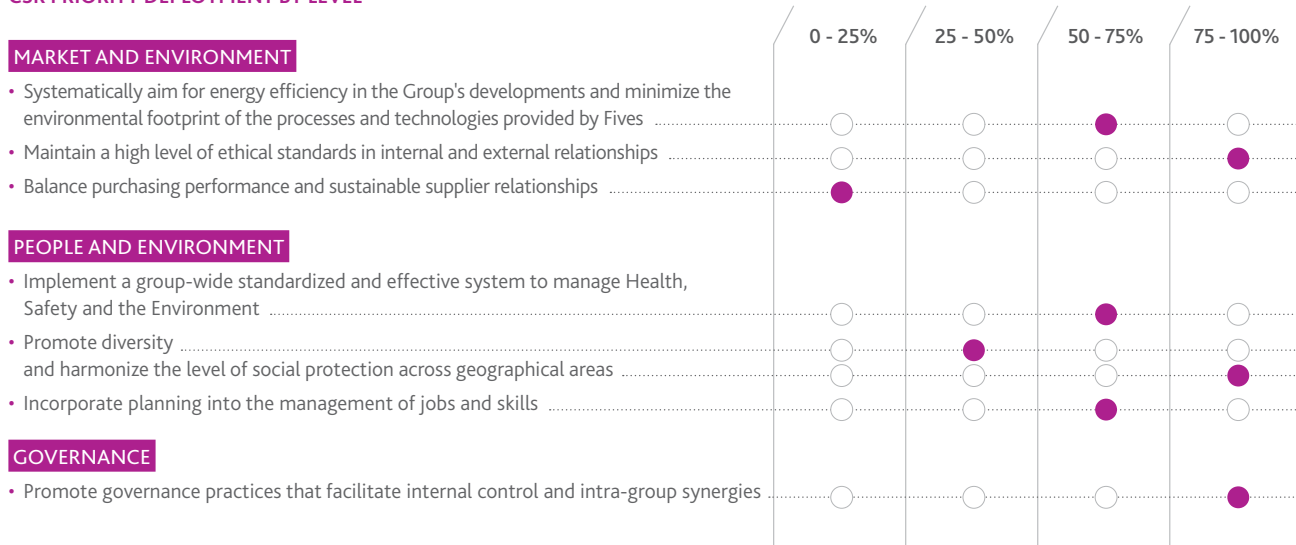 CSR PRIORITY DEPLOYMENT BY LEVEL
0 - 25% 25 - 50% 50 - 75% 75 - 100%
MARKET AND ENVIRONMENT
• Systematically aim for energy efficiency in the Group's developments and minimize the
environmental footprint of the processes and technologies provided by Fives
• Maintain a high level of ethical standards in internal and external relationships
• Balance purchasing performance and sustainable supplier relationships
PEOPLE AND ENVIRONMENT
• Implement a group-wide standardized and effective system to manage Health,
Safety and the Environment
• Promote diversity
and harmonize the level of social protection across geographical areas
• Incorporate planning into the management of jobs and skills
GOVERNANCE
• Promote governance practices that facilitate internal control and intra-group synergies